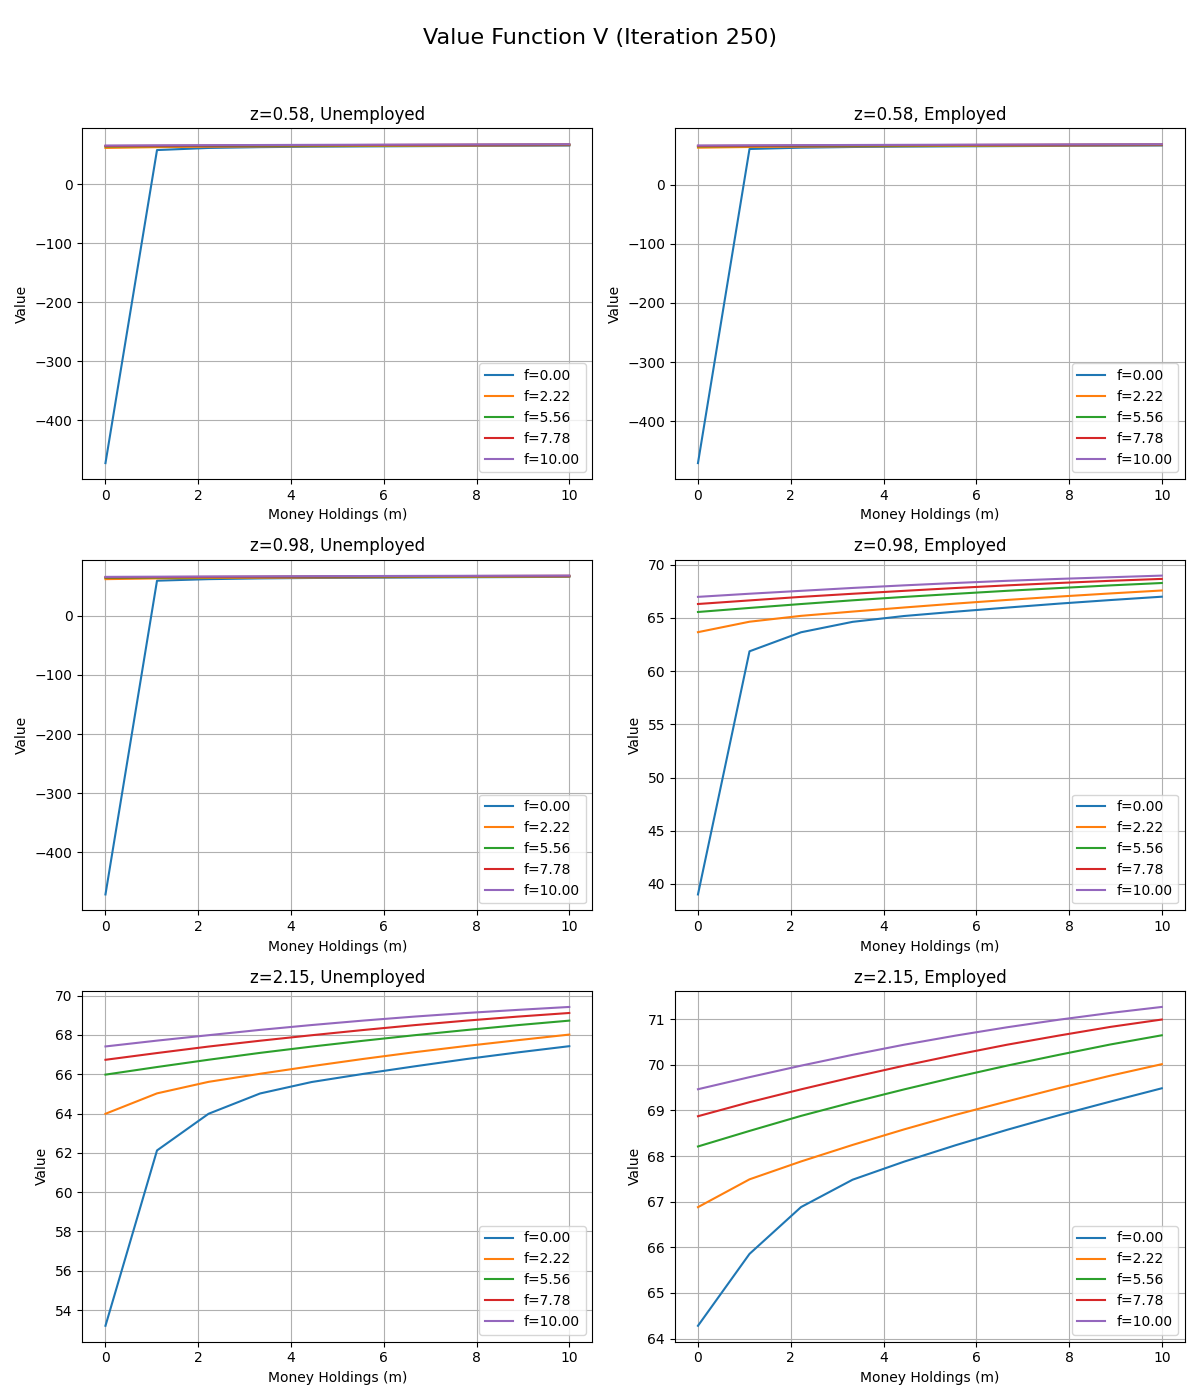 Value Function V (Iteration 250)
z=0.58, Unemployed
0
−100
−200
−300
−400
Value
0 2 4 6 8 10
Money Holdings (m)
f=0.00
f=2.22
f=5.56
f=7.78
f=10.00
z=0.58, Employed
0
−100
−200
−300
−400
Value
0 2 4 6 8 10
Money Holdings (m)
f=0.00
f=2.22
f=5.56
f=7.78
f=10.00
z=0.98, Unemployed
0
−100
−200
−300
−400
Value
0 2 4 6 8 10
Money Holdings (m)
f=0.00
f=2.22
f=5.56
f=7.78
f=10.00
z=0.98, Employed
70
65
60
55
50
45
40
Value
0 2 4 6 8 10
Money Holdings (m)
f=0.00
f=2.22
f=5.56
f=7.78
f=10.00
z=2.15, Unemployed
70
68
66
64
62
60
58
56
54
Value
0 2 4 6 8 10
Money Holdings (m)
f=0.00
f=2.22
f=5.56
f=7.78
f=10.00
z=2.15, Employed
71
70
69
68
67
66
65
64
Value
0 2 4 6 8 10
Money Holdings (m)
f=0.00
f=2.22
f=5.56
f=7.78
f=10.00